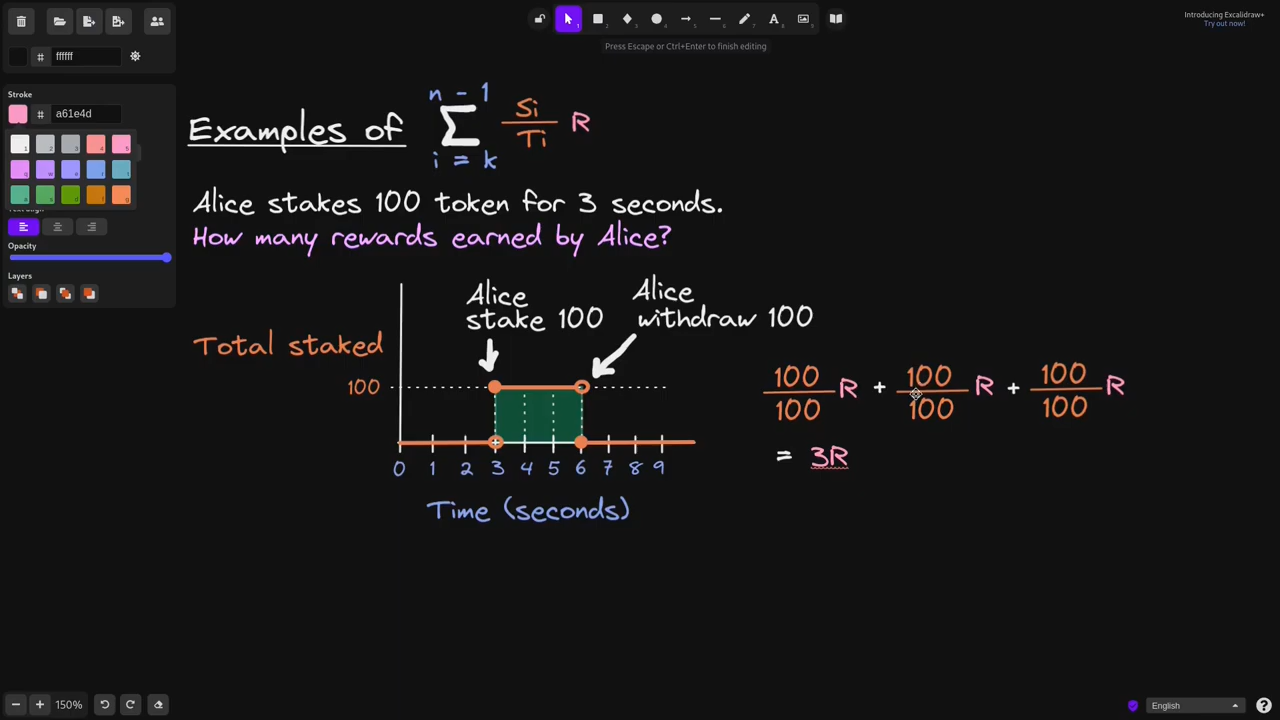 Introducing Excalidraw+
Try out now!
Press Escape or Ctrl+Enter to finish editing
# ffffff
Stroke
# a61e4d
Opacity
Layers
Examples of
n - 1
Σ
i = k
Si
Ti
R
Alice stakes 100 token for 3 seconds.
How many rewards earned by Alice?
Alice
stake 100
Alice
withdraw 100
Total staked
100
0 1 2 3 4 5 6 7 8 9
Time (seconds)
100 100 100
R + R + R
100 100 100
= 3R
150%
English